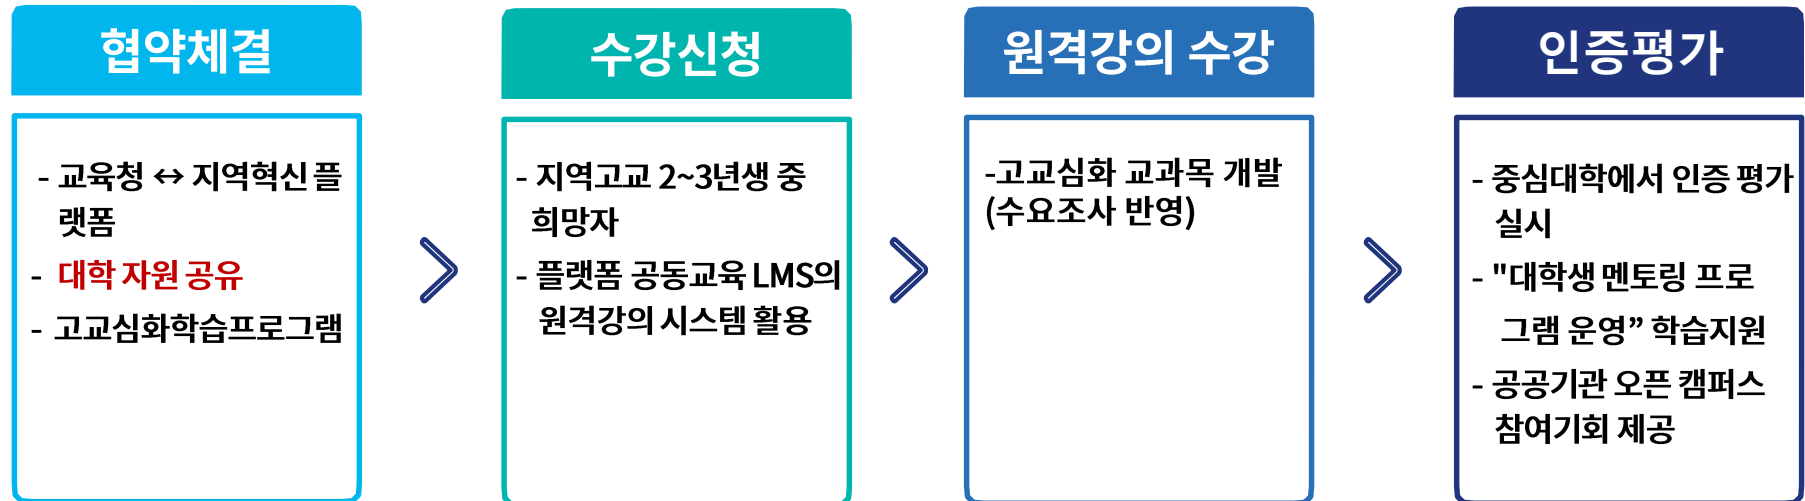 협약체결
- 교육청 ↔ 지역혁신 플
랫폼
- 대학 자원 공유
- 고교심화학습프로그램
수강신청
- 지역고교 2~3년생 중
희망자
- 플랫폼 공동교육 LMS의
원격강의 시스템 활용
원격강의 수강
-고교심화 교과목 개발
(수요조사 반영)
인증평가
- 중심대학에서 인증 평가
실시
- "대학생 멘토링 프로
그램 운영” 학습지원
- 공공기관 오픈 캠퍼스
참여기회 제공